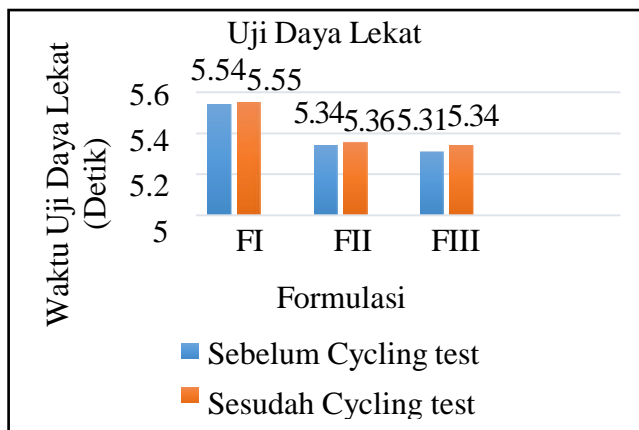 Uji Daya Lekat
5.54 5.55
5.34 5.36 5.31 5.34
5.6
5.4
5.2
5
Waktu Uji Daya Lekat
(Detik)
FI FII FIII
Formulasi
Sebelum Cycling test
Sesudah Cycling test